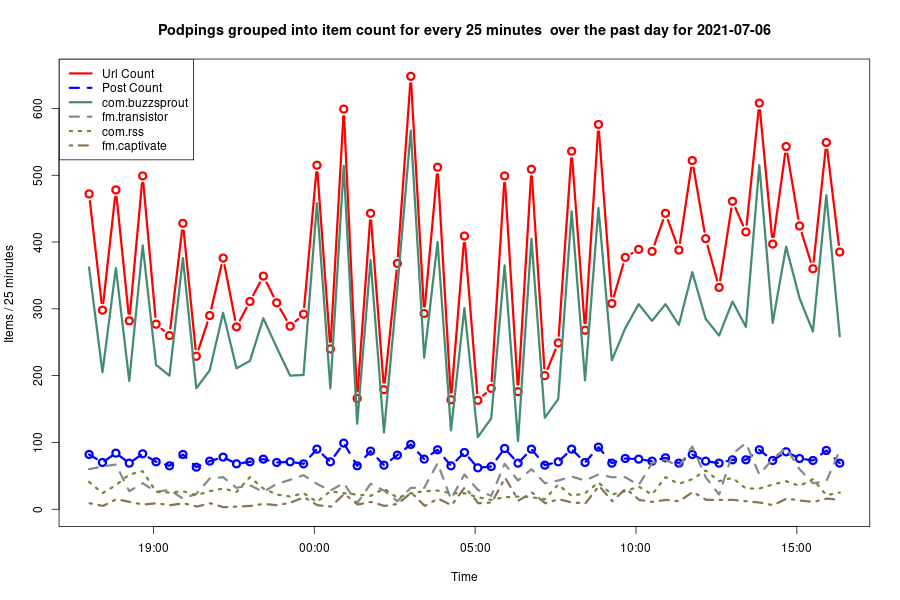 Podpings grouped into item count for every 25 minutes  over the past day for 2021-07-06
Url Count
Post Count
com.buzzsprout
fm.transistor
com.rss
fm.captivate
Items / 25 minutes
600
500
400
300
200
100
0
19:00 00:00 05:00 10:00 15:00
Time